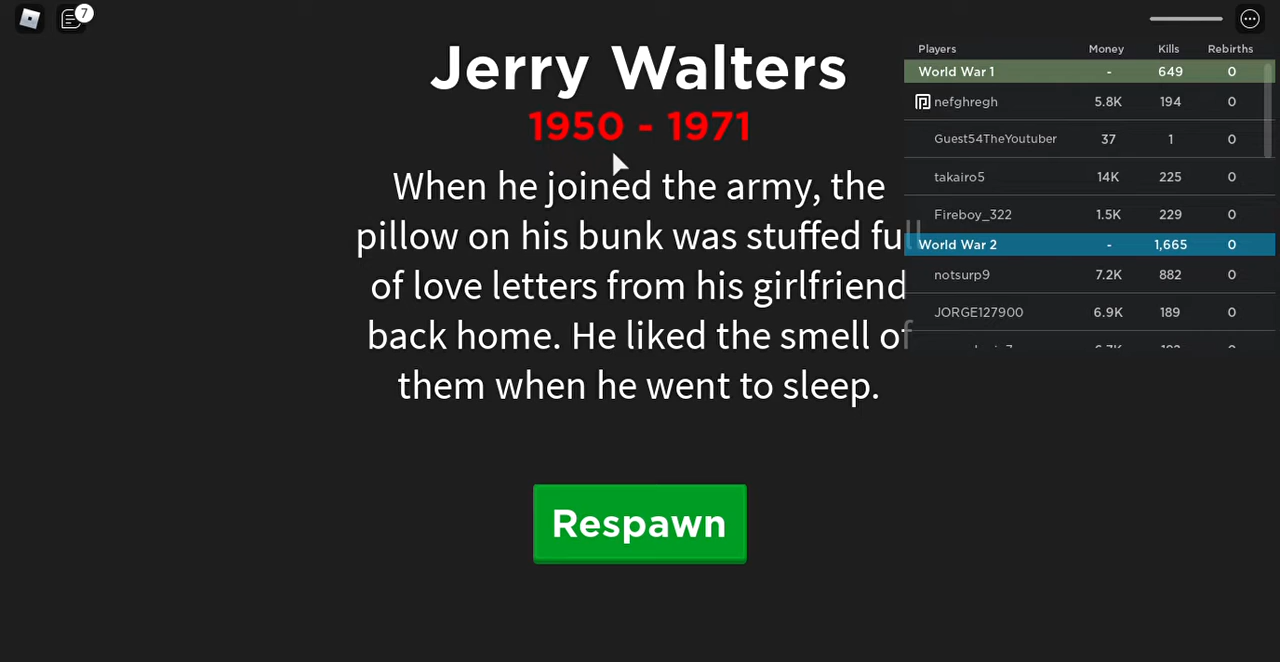 7
Jerry Walters
1950 - 1971
When he joined the army, the
pillow on his bunk was stuffed full
of love letters from his girlfriend
back home. He liked the smell of
them when he went to sleep.
Respawn
Players Money Kills Rebirths
World War 1 - 649 0
nefghregh 5.8K 194 0
Guest54TheYoutuber 37 1 0
takairo5 14K 225 0
Fireboy_322 1.5K 229 0
World War 2 - 1,665 0
notsurp9 7.2K 882 0
JORGE127900 6.9K 189 0